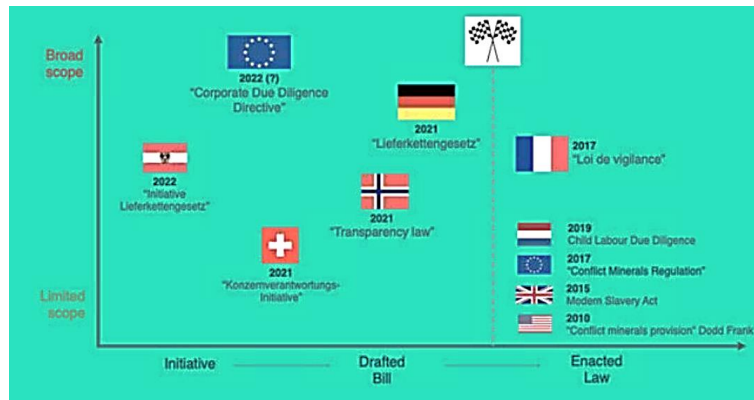 Broad
scope
2022 (?)
"Corporate Due Diligence
Directive"
2021
"Lieferkettengesetz"
2017
"Loi de vigilance"
2022
"Initiative
Lieferkettengesetz"
2021
"Transparency law"
2021
"Konzernverantwortungs-
Initiative"
2019
Child Labour Due Diligence
2017
"Conflict Minerals Regulation"
2015
Modern Slavery Act
2010
"Conflict minerals provision" Dodd Frank
Limited
scope
Initiative
Drafted
Bill
Enacted
Law